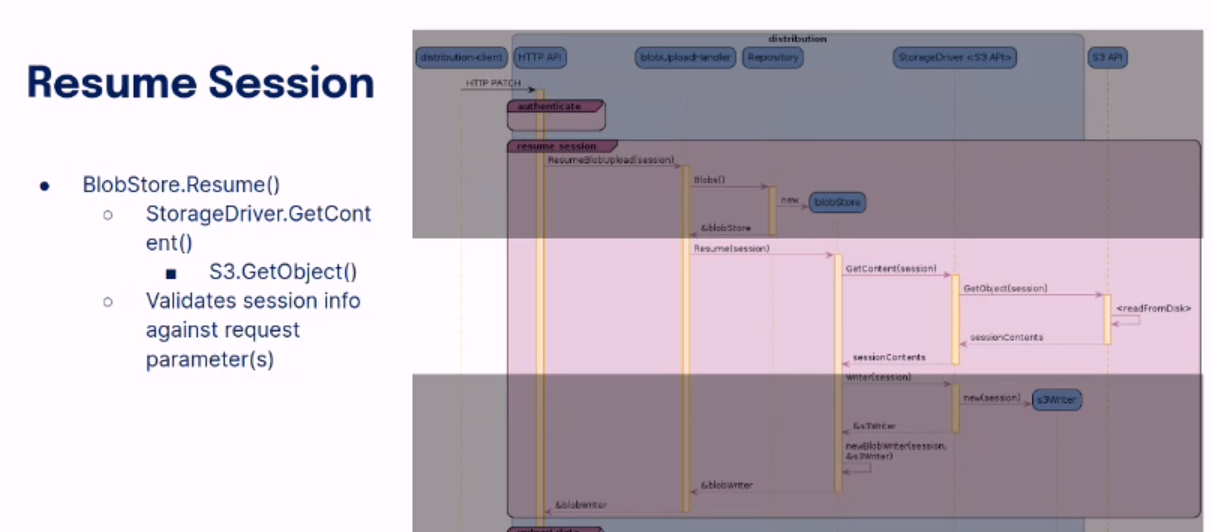 Resume Session
BlobStore.Resume()
StorageDriver.GetCont
ent()
S3.GetObject()
Validates session info
against request
parameter(s)
distribution
distribution-client
HTTP API
blobUploadHandler
Repository
StorageDriver <S3 API>
S3 API
HTTP PATCH
authenticate
resume session
ResumeBlobUpload(session)
Blobs()
new
blobStore
&blobStore
Resume(session)
GetContent(session)
GetObject(session)
<readFromDisk>
sessionContents
sessionContents
Writer(session)
new(session)
s3Writer
&s3Writer
newBlobWriter(session,
&s3Writer)
&blobWriter
&blobWriter